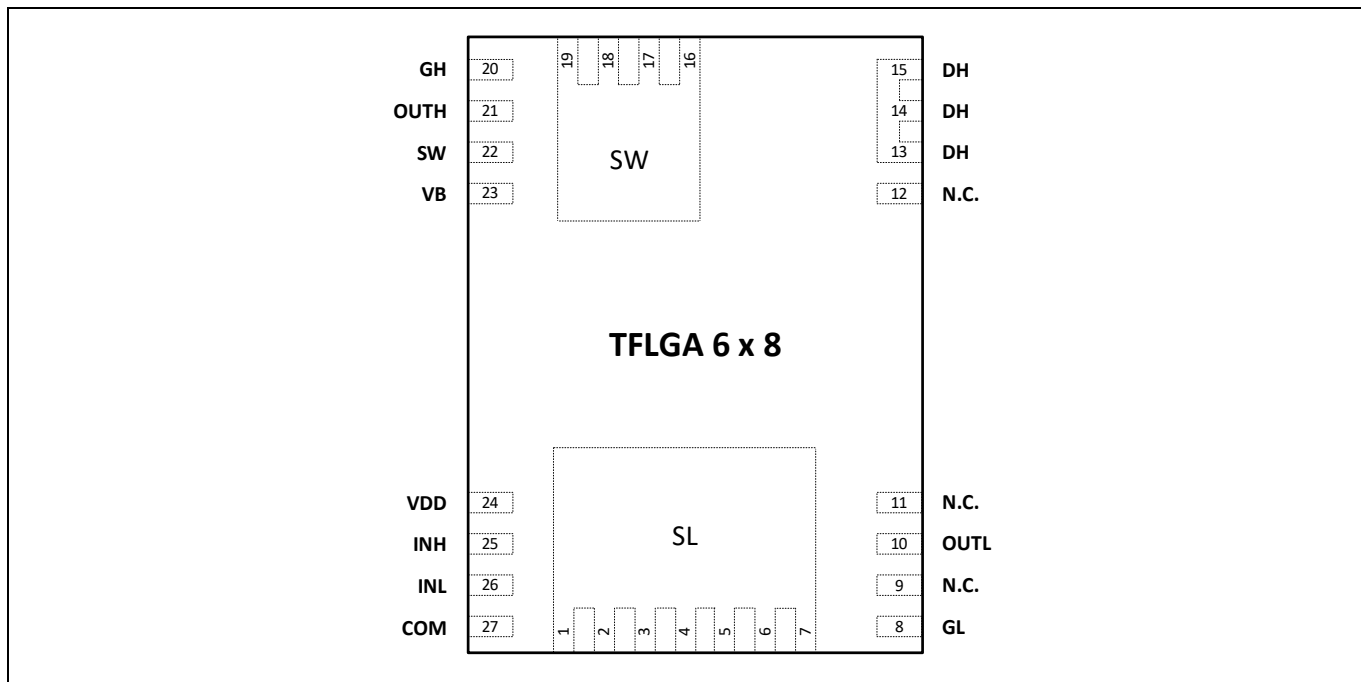 19 18 17 16
GH 20 15 DH
OUTH 21 14 DH
SW 22 13 DH
SW
VB 23 12 N.C.
TFLGA 6 x 8
VDD 24 11 N.C.
SL
INH 25 10 OUTL
INL 26 9 N.C.
COM 27 8 GL
1 2 3 4 5 6 7